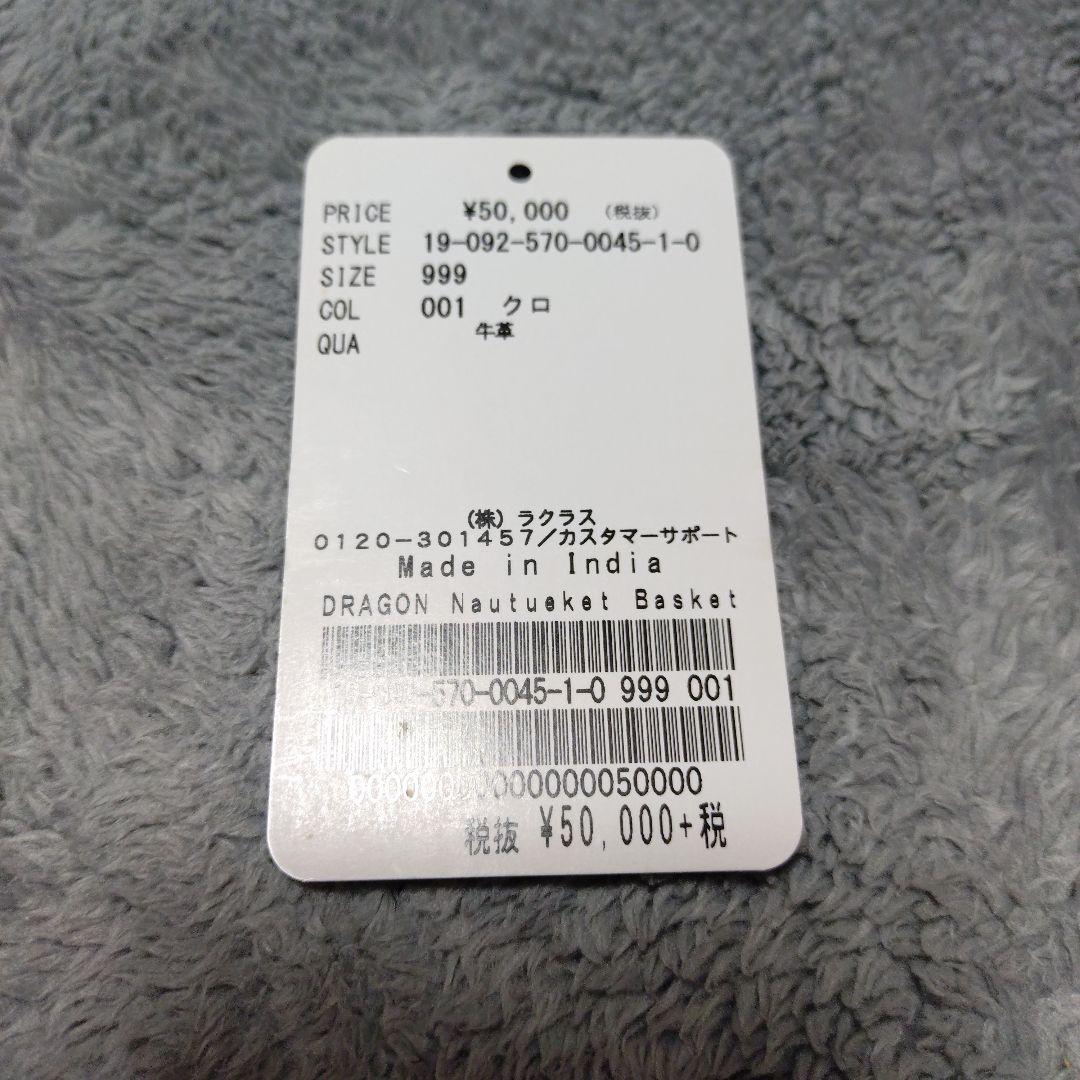 PRICE ¥50,000 (税抜)
STYLE 19-092-570-0045-1-0
SIZE 999
COL 001 クロ
QUA 牛革
(株) ラクラス
0120-301457/カスタマーサポート
Made in India
DRAGON Nautueket Basket
-570-0045-1-0 999 001
税抜 ¥50,000+税